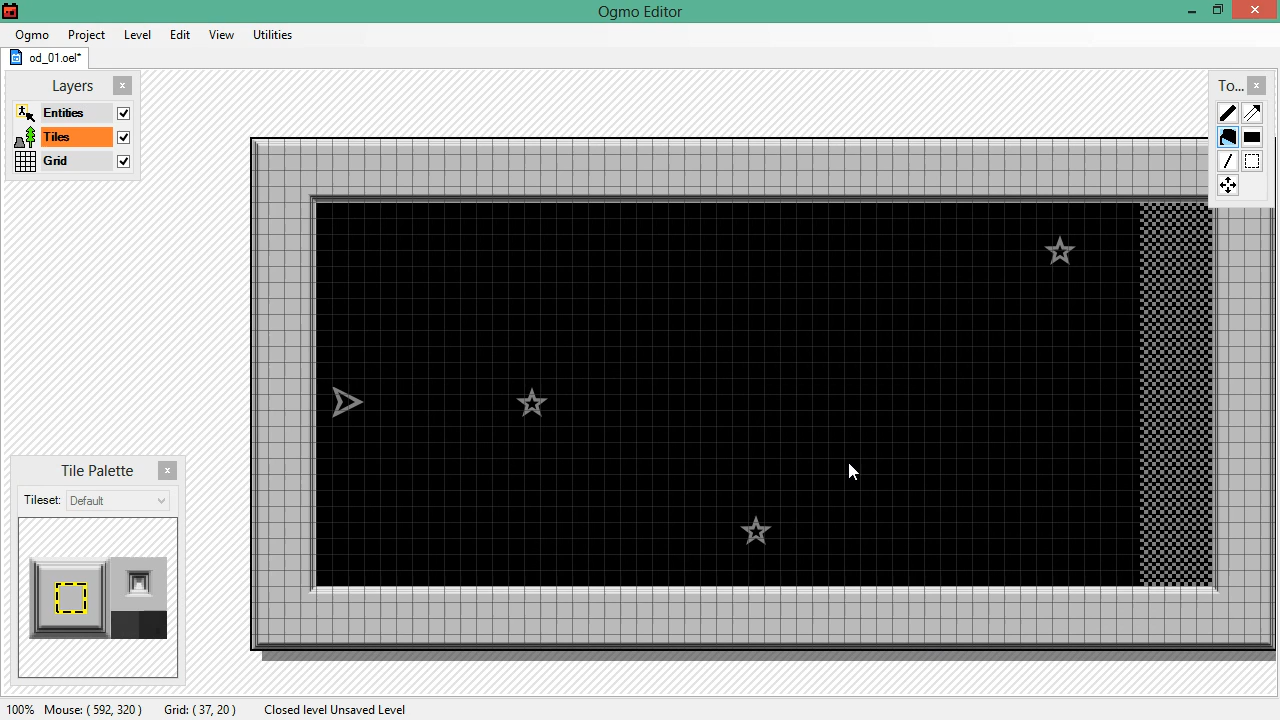 Ogmo Editor
Ogmo Project Level Edit View Utilities
od_01.oel*
Layers
To...
Entities
Tiles
Grid
Tile Palette
Tileset: Default
100% Mouse: ( 592, 320 ) Grid: ( 37, 20 ) Closed level Unsaved Level